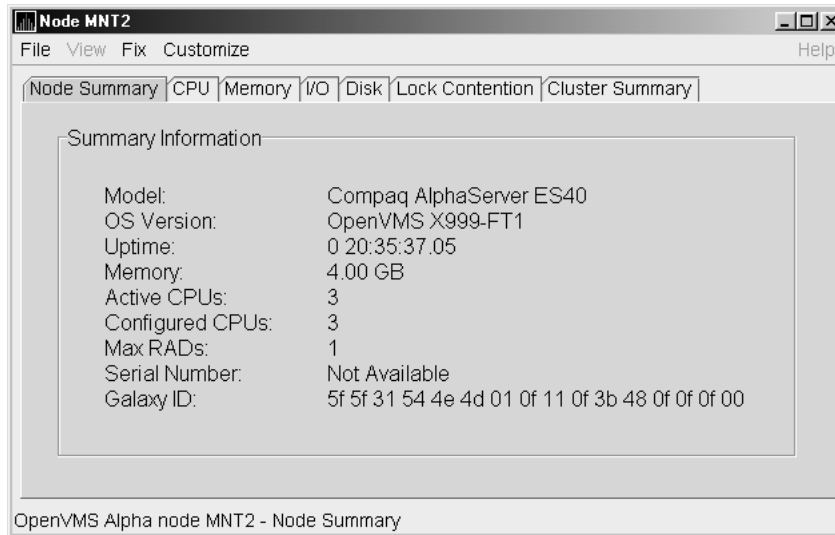 Node MNT2
File View Fix Customize Help
Node Summary CPU Memory I/O Disk Lock Contention Cluster Summary
Summary Information
Model: Compaq AlphaServer ES40
OS Version: OpenVMS X999-FT1
Uptime: 0 20:35:37.05
Memory: 4.00 GB
Active CPUs: 3
Configured CPUs: 3
Max RADs: 1
Serial Number: Not Available
Galaxy ID: 5f 5f 31 54 4e 4d 01 0f 11 0f 3b 48 0f 0f 0f 00
OpenVMS Alpha node MNT2 - Node Summary